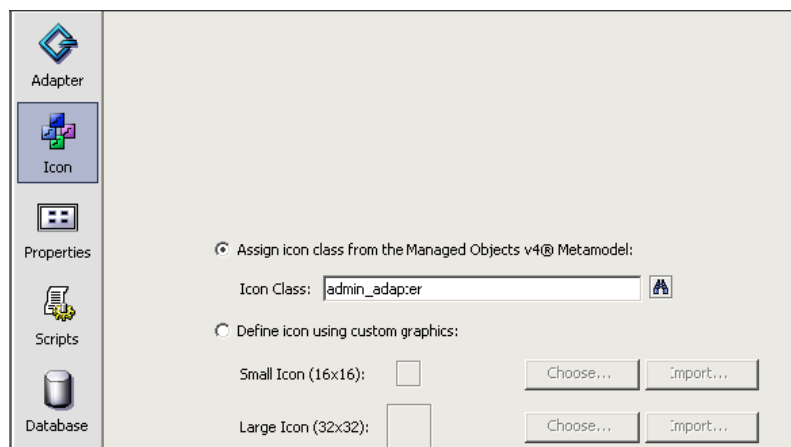 Adapter
Icon
Properties
Scripts
Database
Assign icon class from the Managed Objects v4® Metamodel:
Icon Class: admin_adapter
Define icon using custom graphics:
Small Icon (16x16): Choose... Import...
Large Icon (32x32): Choose... Import...